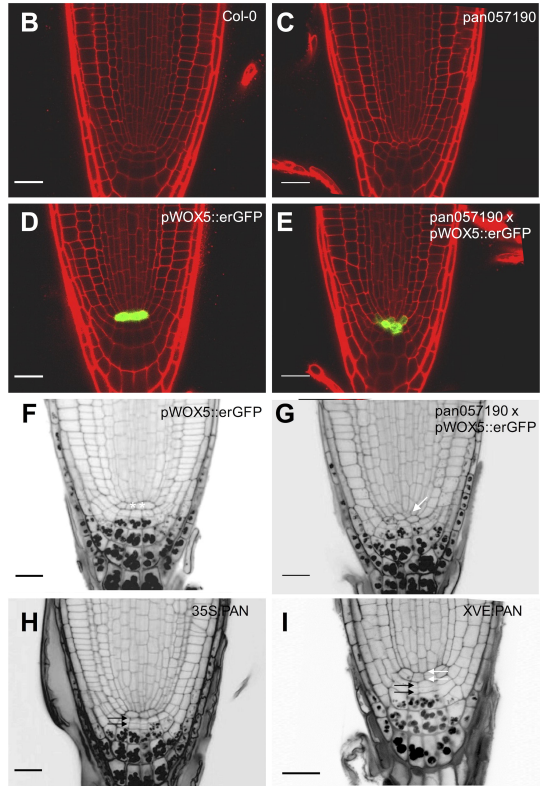 B
Col-0
C
pan057190
D
pWOX5::erGFP
E
pan057190 x
pWOX5::erGFP
F
pWOX5::erGFP
G
pan057190 x
pWOX5::erGFP
H
35S:PAN
I
XVE:PAN